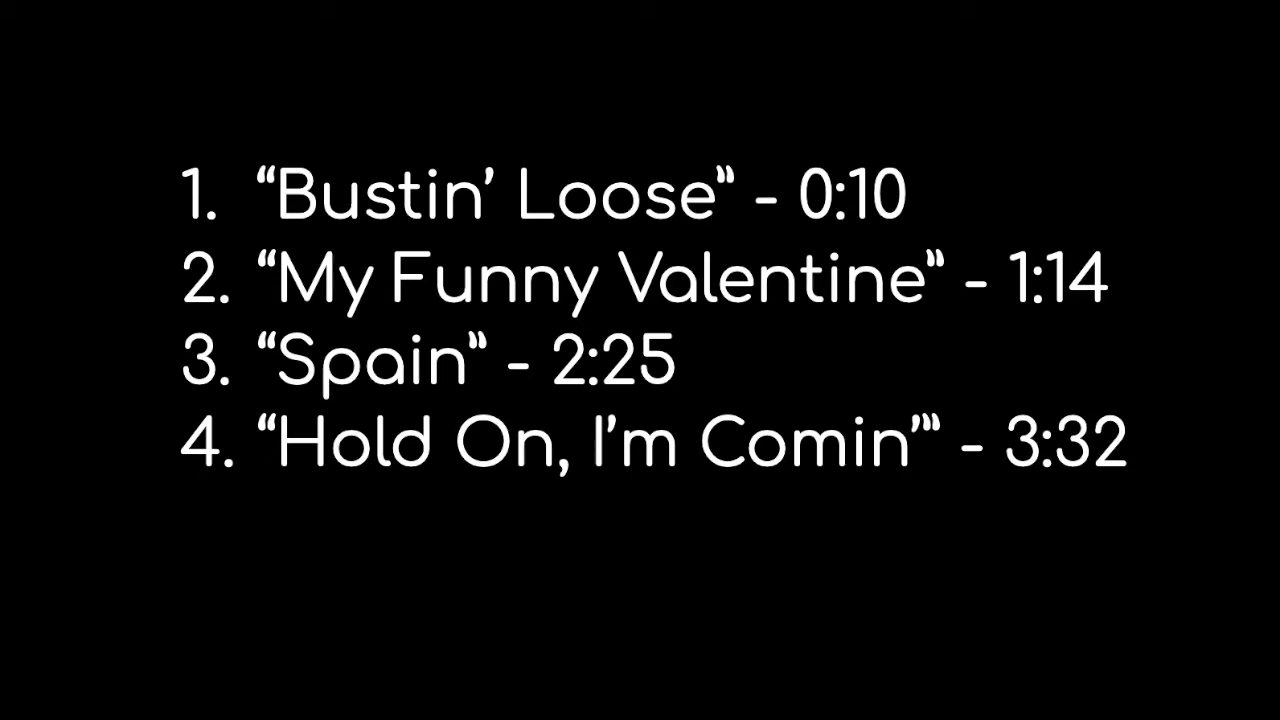 1. “Bustin’ Loose” - 0:10
2. “My Funny Valentine” - 1:14
3. “Spain” - 2:25
4. “Hold On, I’m Comin’” - 3:32